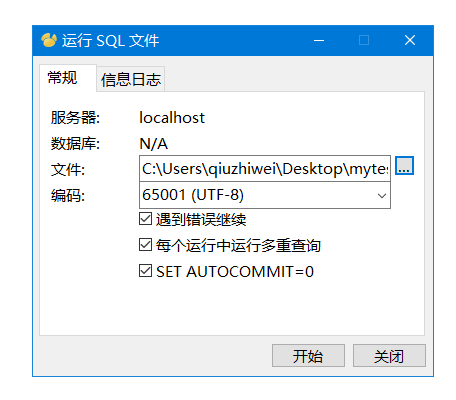 运行 SQL 文件
常规 信息日志
服务器: localhost
数据库: N/A
文件: C:\Users\qiuzhiwei\Desktop\mytes ...
编码: 65001 (UTF-8)
遇到错误继续
每个运行中运行多重查询
SET AUTOCOMMIT=0
开始 关闭